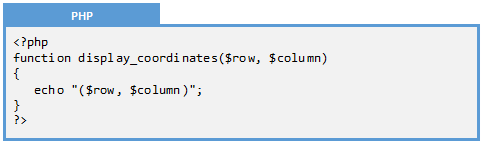 PHP
<?php
function display_coordinates($row, $column)
{
   echo "($row, $column)";
}
?>